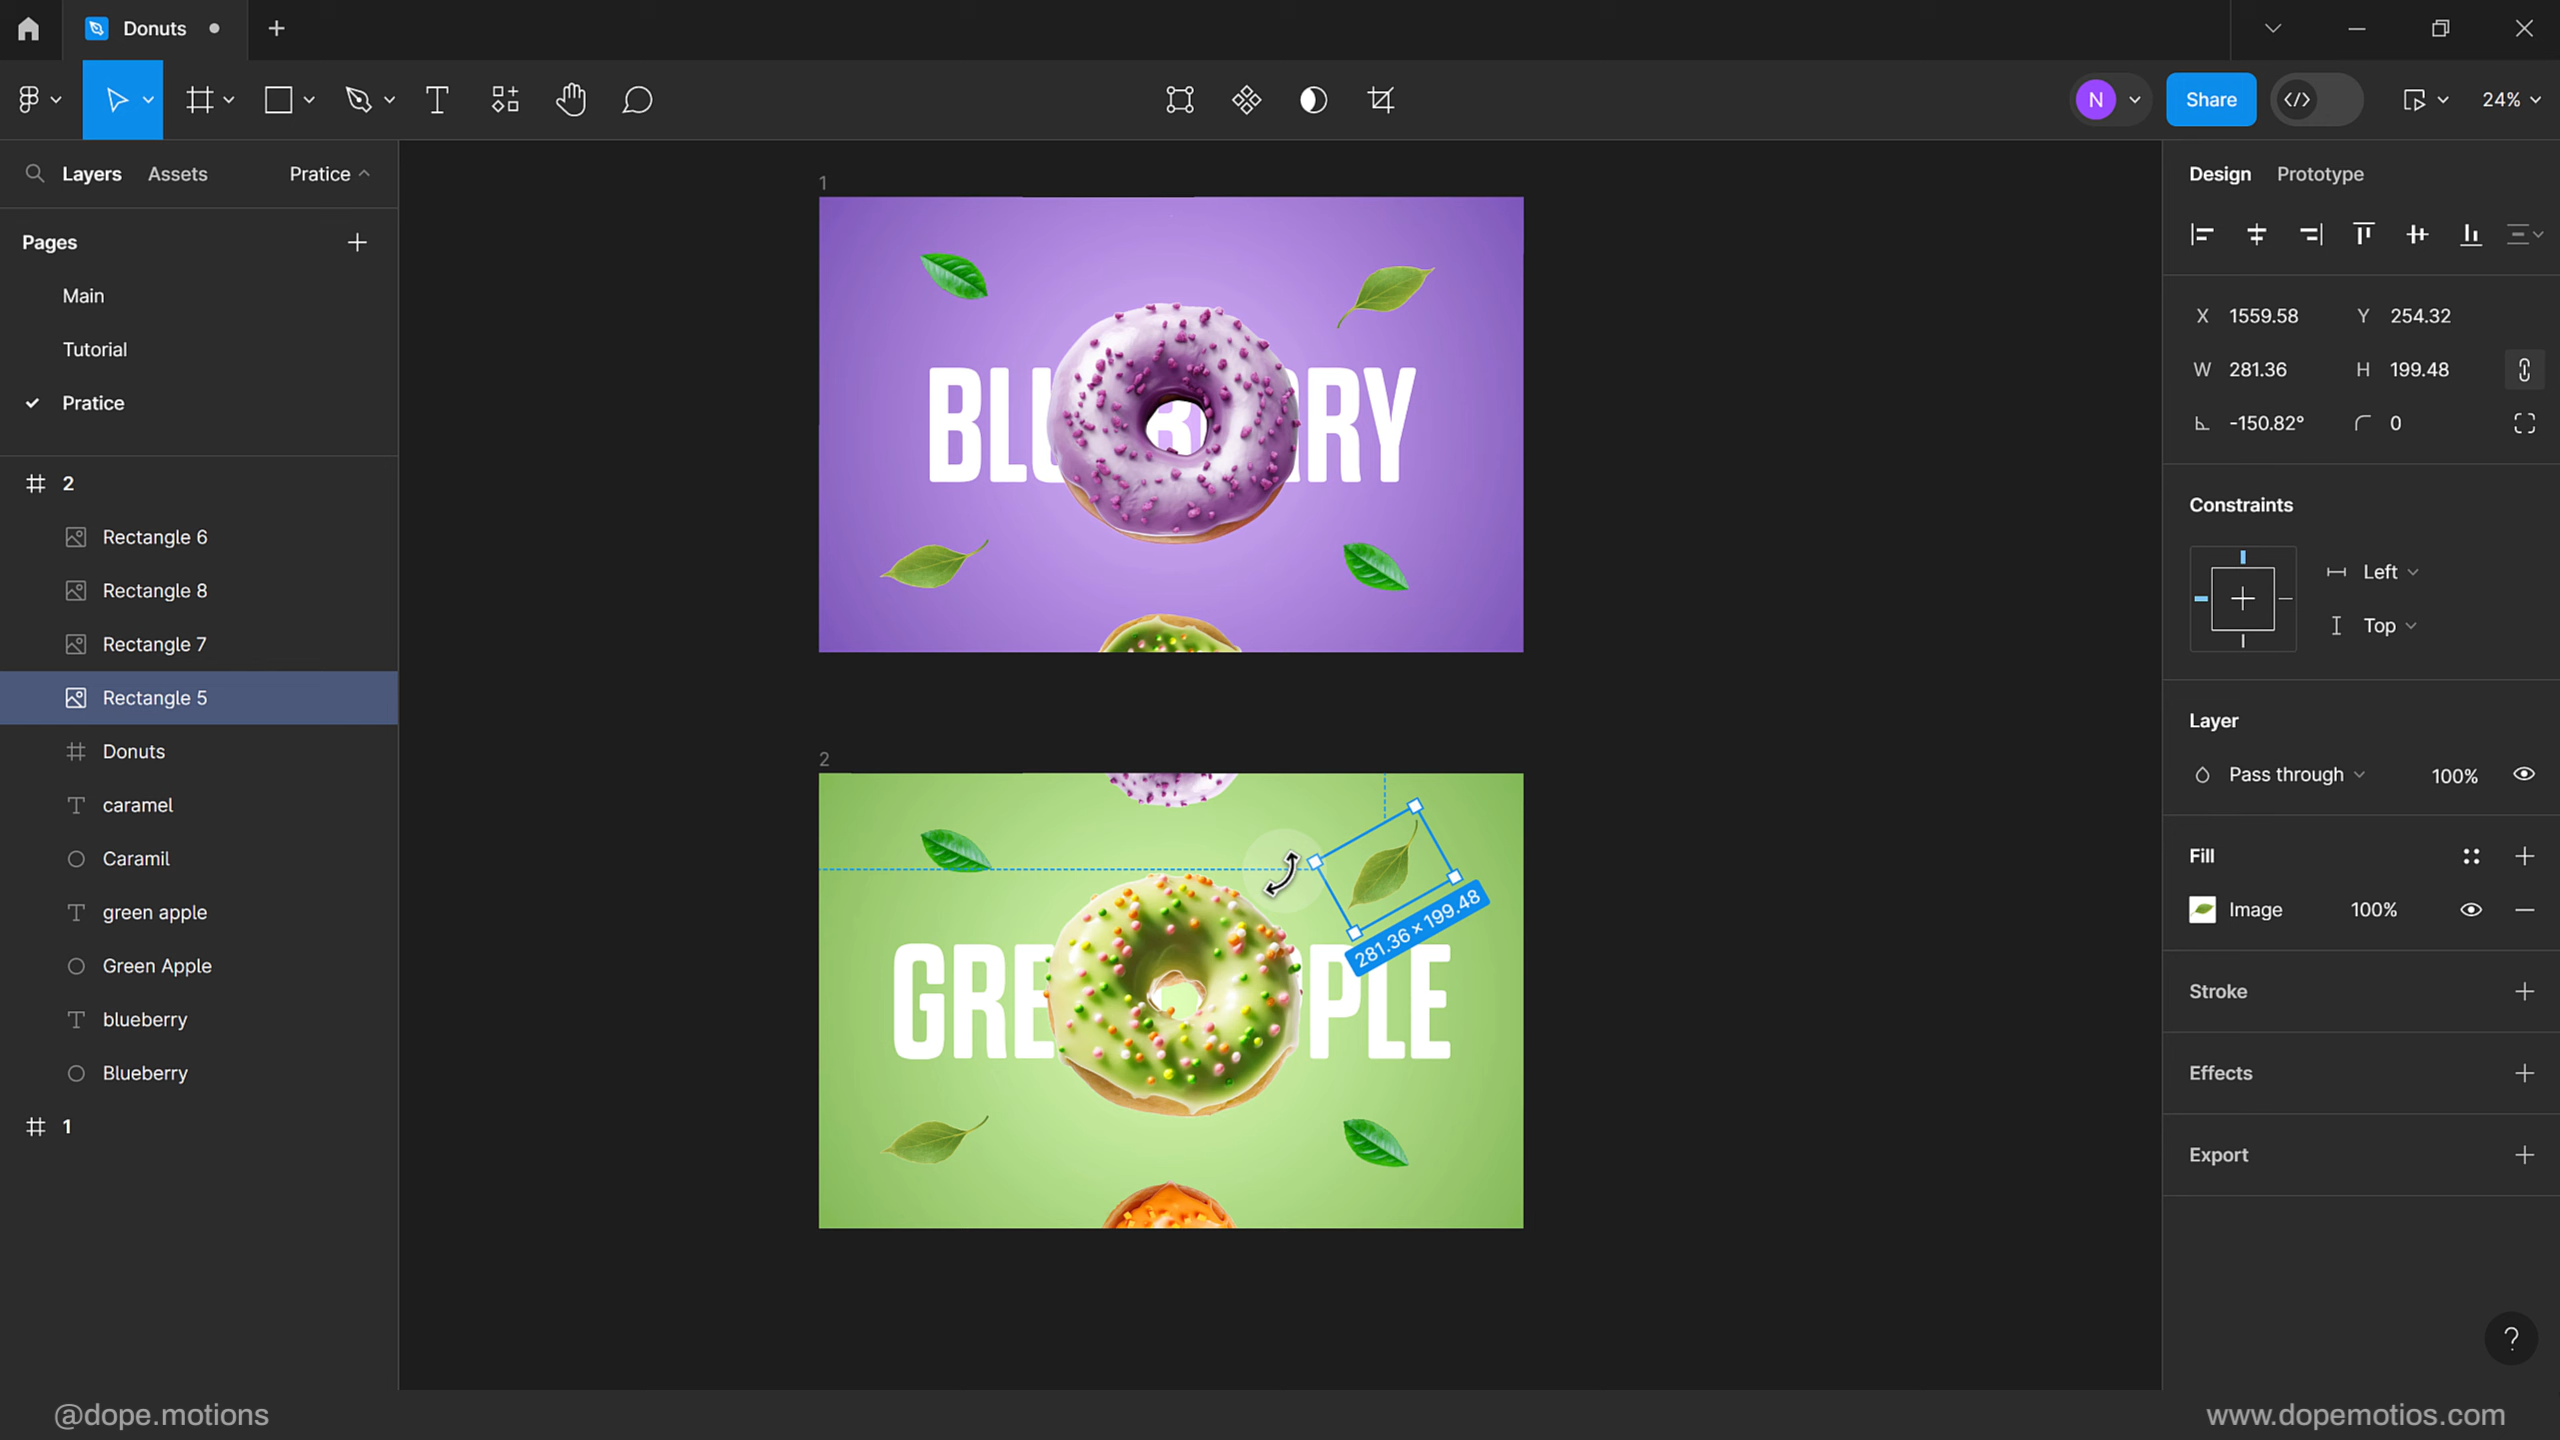 Donuts
N
Share
24%
Layers
Assets
Pratice
Pages
Main
Tutorial
Pratice
2
Rectangle 6
Rectangle 8
Rectangle 7
Rectangle 5
Donuts
caramel
Caramil
green apple
Green Apple
blueberry
Blueberry
1
1
BLU
RRY
2
GRE
PPLE
281.36 × 199.48
Design
Prototype
X 1559.58
Y 254.32
W 281.36
H 199.48
-150.82°
0
Constraints
Left
Top
Layer
Pass through
100%
Fill
Image
100%
Stroke
Effects
Export
?
@dope.motions
www.dopemotios.com